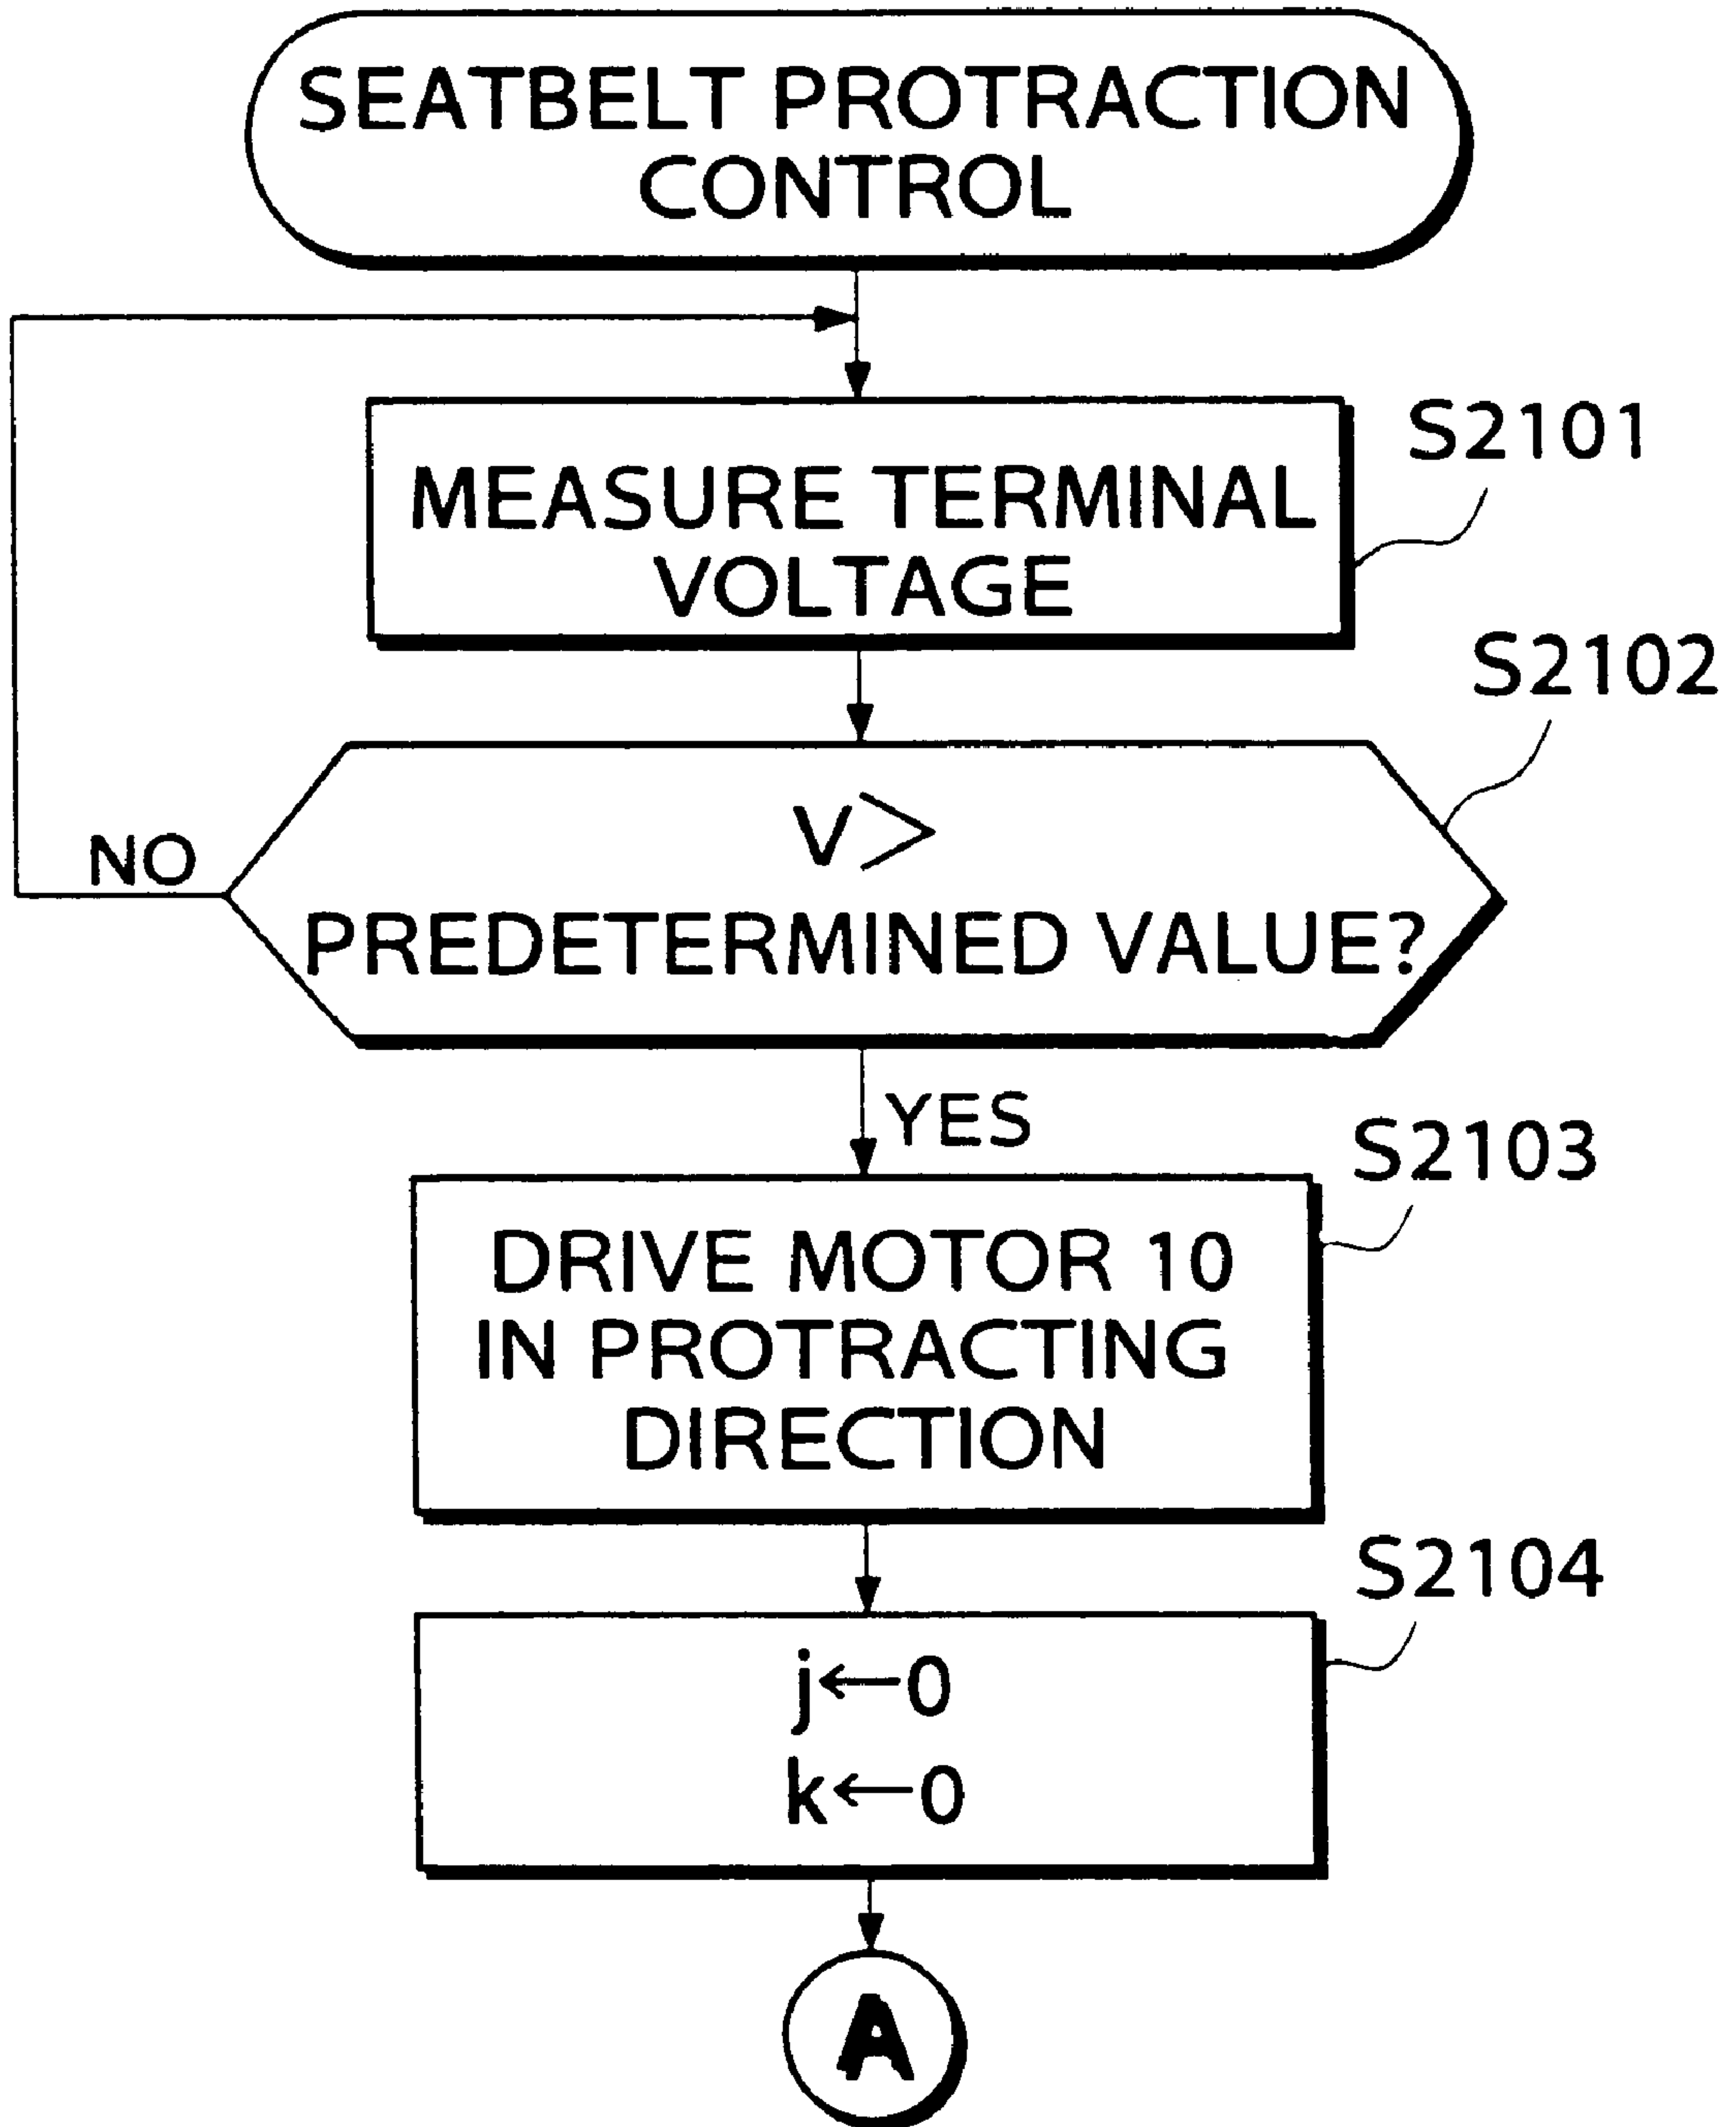 SEATBELT PROTRACTION
CONTROL
S2101
MEASURE TERMINAL
VOLTAGE
S2102
V>
PREDETERMINED VALUE?
NO
YES
S2103
DRIVE MOTOR 10
IN PROTRACTING
DIRECTION
S2104
j←0
k←0
A